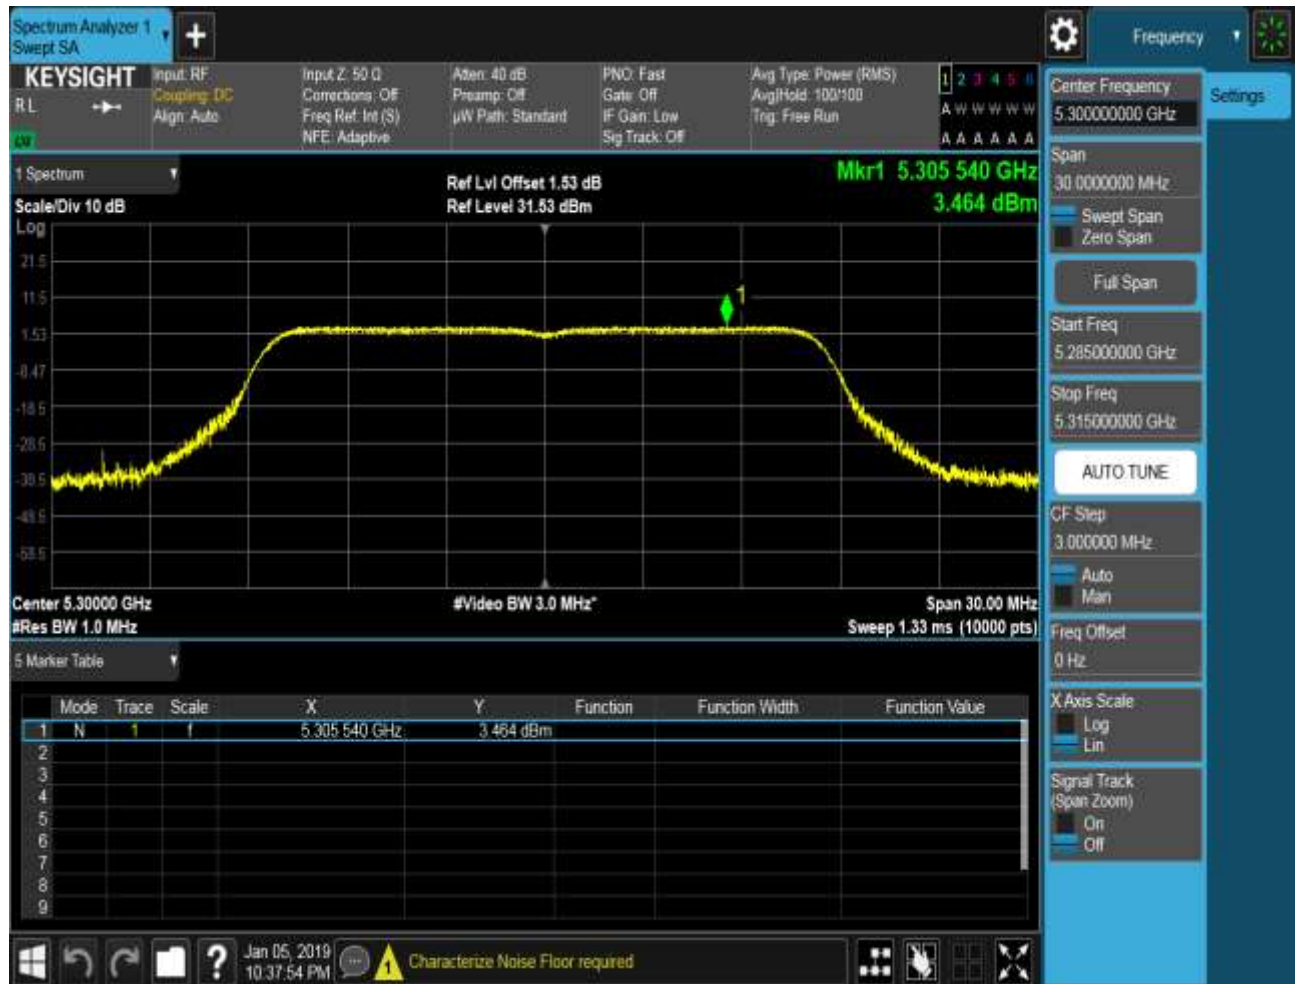 Spectrum Analyzer 1
Swept SA
Frequency
KEYSIGHT
RL
Input: RF
Coupling: DC
Align: Auto
Input Z: 50 Ω
Corrections: Off
Freq Ref: Int (S)
NFE: Adaptive
Atten: 40 dB
Preamp: Off
µW Path: Standard
PNO: Fast
Gate: Off
IF Gain: Low
Sig Track: Off
Avg Type: Power (RMS)
Avg|Hold: 100/100
Trig: Free Run
1 2 3 4 5 6
A W W W W W
A A A A A A
1 Spectrum
Scale/Div 10 dB
Log
Ref Lvl Offset 1.53 dB
Ref Level 31.53 dBm
Mkr1 5.305 540 GHz
3.464 dBm
21.5
11.5
1.53
-8.47
-18.5
-28.5
-38.5
-48.5
-58.5
1
Center 5.30000 GHz
#Res BW 1.0 MHz
#Video BW 3.0 MHz*
Span 30.00 MHz
Sweep 1.33 ms (10000 pts)
5 Marker Table
Mode Trace Scale X Y Function Function Width Function Value
1 N 1 f 5.305 540 GHz 3.464 dBm
2
3
4
5
6
7
8
9
Jan 05, 2019
10:37:54 PM
1
Characterize Noise Floor required
Settings
Center Frequency
5.300000000 GHz
Span
30.0000000 MHz
Swept Span
Zero Span
Full Span
Start Freq
5.285000000 GHz
Stop Freq
5.315000000 GHz
AUTO TUNE
CF Step
3.000000 MHz
Auto
Man
Freq Offset
0 Hz
X Axis Scale
Log
Lin
Signal Track
(Span Zoom)
On
Off